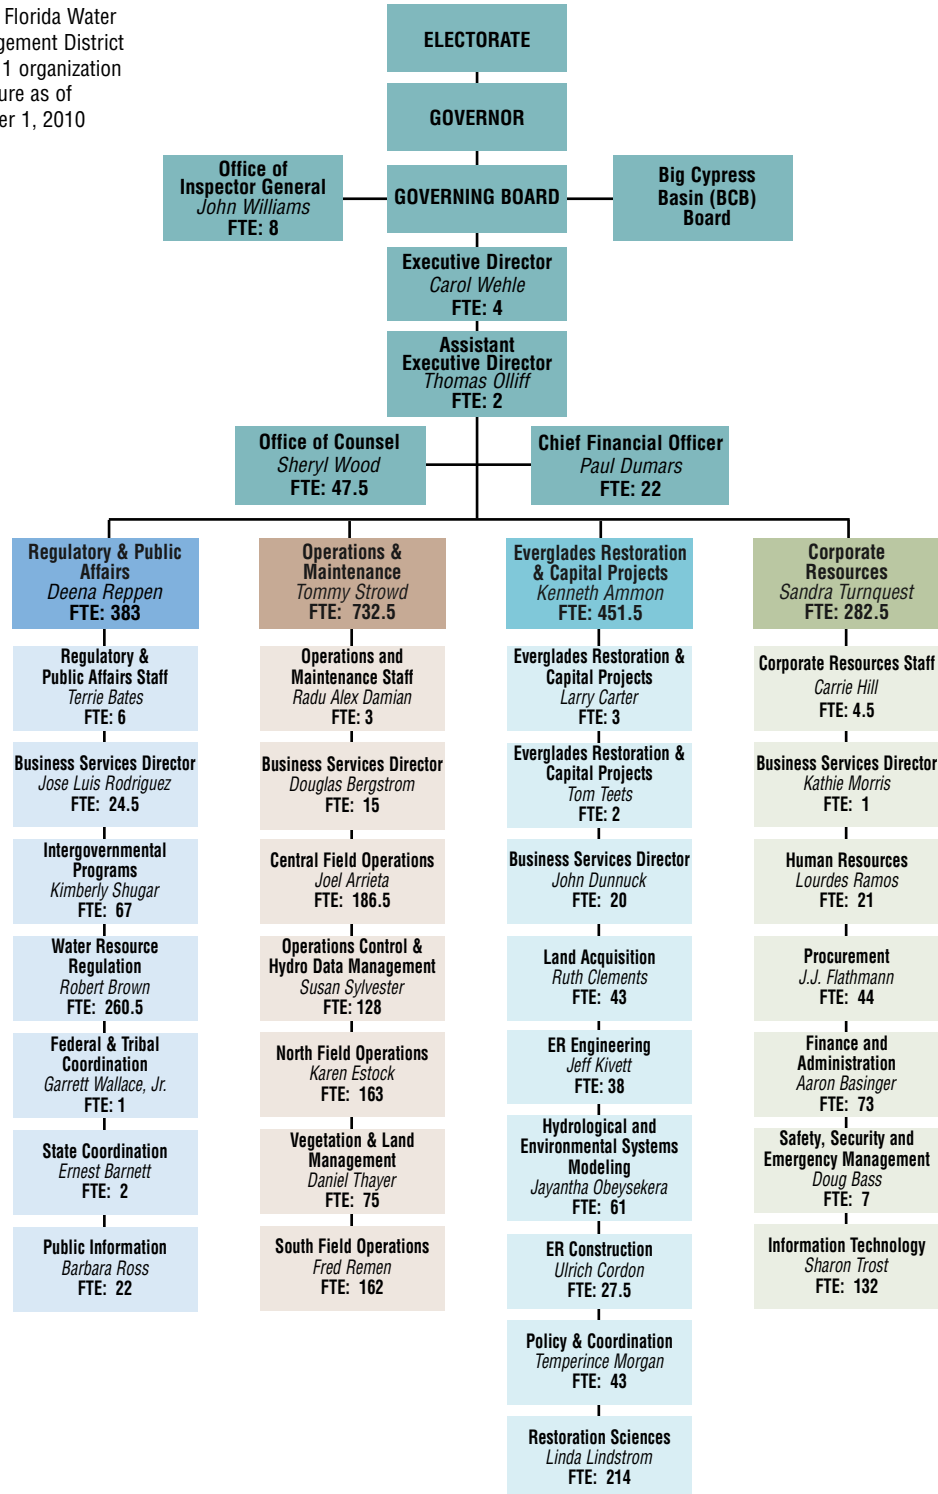 Florida Water
gement District
1 organization
ure as of
er 1, 2010
ELECTORATE
GOVERNOR
Office of
Inspector General
John Williams
FTE: 8
GOVERNING BOARD
Big Cypress
Basin (BCB)
Board
Executive Director
Carol Wehle
FTE: 4
Assistant
Executive Director
Thomas Olliff
FTE: 2
Office of Counsel
Sheryl Wood
FTE: 47.5
Chief Financial Officer
Paul Dumars
FTE: 22
Regulatory & Public
Affairs
Deena Reppen
FTE: 383
Regulatory &
Public Affairs Staff
Terrie Bates
FTE: 6
Business Services Director
Jose Luis Rodriguez
FTE: 24.5
Intergovernmental
Programs
Kimberly Shugar
FTE: 67
Water Resource
Regulation
Robert Brown
FTE: 260.5
Federal & Tribal
Coordination
Garrett Wallace, Jr.
FTE: 1
State Coordination
Ernest Barnett
FTE: 2
Public Information
Barbara Ross
FTE: 22
Operations &
Maintenance
Tommy Strowd
FTE: 732.5
Operations and
Maintenance Staff
Radu Alex Damian
FTE: 3
Business Services Director
Douglas Bergstrom
FTE: 15
Central Field Operations
Joel Arrieta
FTE: 186.5
Operations Control &
Hydro Data Management
Susan Sylvester
FTE: 128
North Field Operations
Karen Estock
FTE: 163
Vegetation & Land
Management
Daniel Thayer
FTE: 75
South Field Operations
Fred Remen
FTE: 162
Everglades Restoration
& Capital Projects
Kenneth Ammon
FTE: 451.5
Everglades Restoration &
Capital Projects
Larry Carter
FTE: 3
Everglades Restoration &
Capital Projects
Tom Teets
FTE: 2
Business Services Director
John Dunnuck
FTE: 20
Land Acquisition
Ruth Clements
FTE: 43
ER Engineering
Jeff Kivett
FTE: 38
Hydrological and
Environmental Systems
Modeling
Jayantha Obeysekera
FTE: 61
ER Construction
Ulrich Cordon
FTE: 27.5
Policy & Coordination
Temperince Morgan
FTE: 43
Restoration Sciences
Linda Lindstrom
FTE: 214
Corporate
Resources
Sandra Turnquest
FTE: 282.5
Corporate Resources Staff
Carrie Hill
FTE: 4.5
Business Services Director
Kathie Morris
FTE: 1
Human Resources
Lourdes Ramos
FTE: 21
Procurement
J.J. Flathmann
FTE: 44
Finance and
Administration
Aaron Basinger
FTE: 73
Safety, Security and
Emergency Management
Doug Bass
FTE: 7
Information Technology
Sharon Trost
FTE: 132